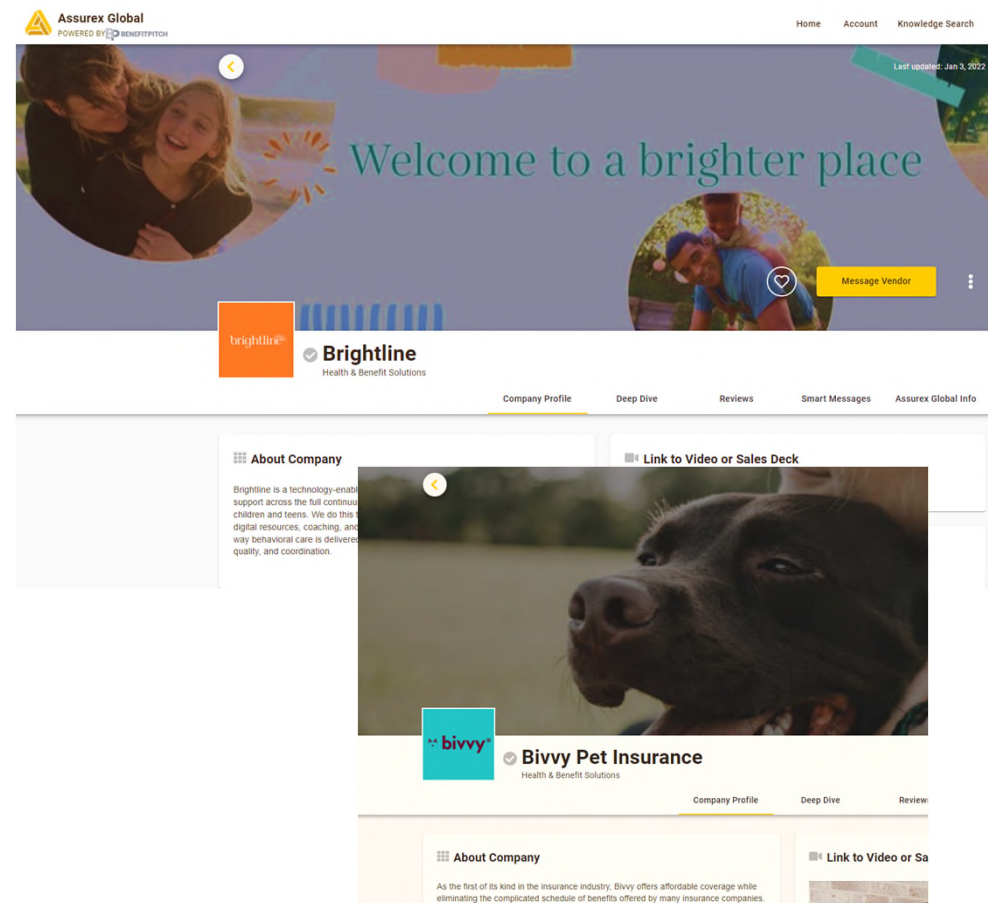 Assurex Global
POWERED BY BP BENEFITPITCH
Home
Account
Knowledge Search
Last updated: Jan 3, 2022
Welcome to a brighter place
Message Vendor
brightline
Brightline
Health & Benefit Solutions
Company Profile
Deep Dive
Reviews
Smart Messages
Assurex Global Info
About Company
Brightline is a technology-enabl
support across the full continuu
children and teens. We do this t
digital resources, coaching, and
way behavioral care is delivered
quality, and coordination.
Link to Video or Sales Deck
bivvy
Bivvy Pet Insurance
Health & Benefit Solutions
Company Profile
Deep Dive
Review
About Company
As the first of its kind in the insurance industry, Bivvy offers affordable coverage while
eliminating the complicated schedule of benefits offered by many insurance companies.
Link to Video or Sa